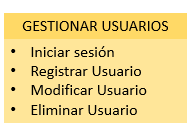 GESTIONAR USUARIOS
• Iniciar sesión
• Registrar Usuario
• Modificar Usuario
• Eliminar Usuario